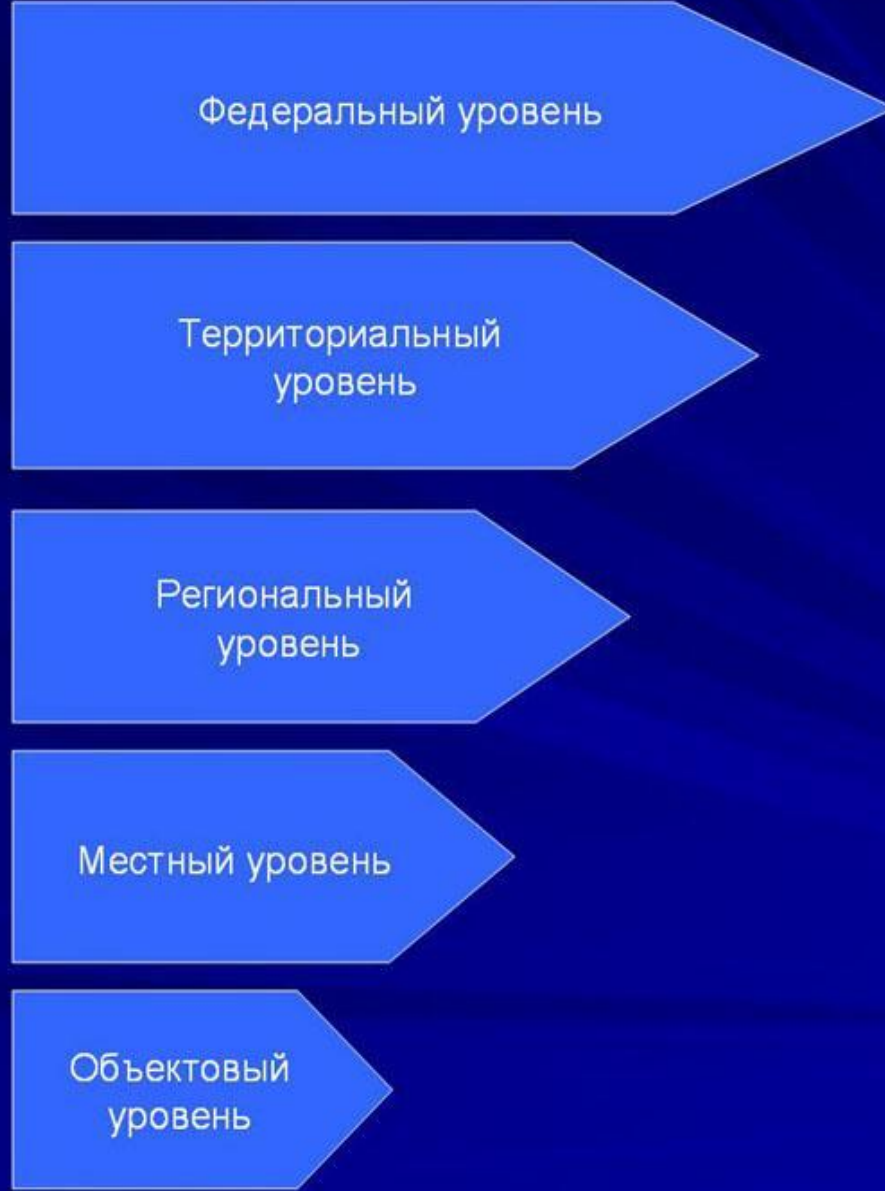 Федеральный уровень
Территориальный
уровень
Региональный
уровень
Местный уровень
Объектовый
уровень